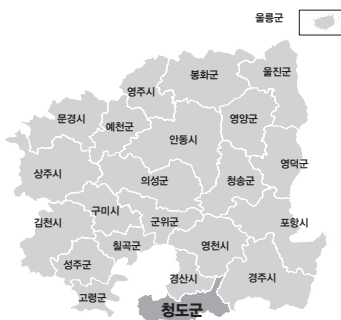 울릉군
봉화군
울진군
영주시
문경시
예천군
영양군
안동시
영덕군
상주시
의성군
청송군
구미시
김천시
군위군
포항시
칠곡군
영천시
성주군
경산시
경주시
고령군
청도군